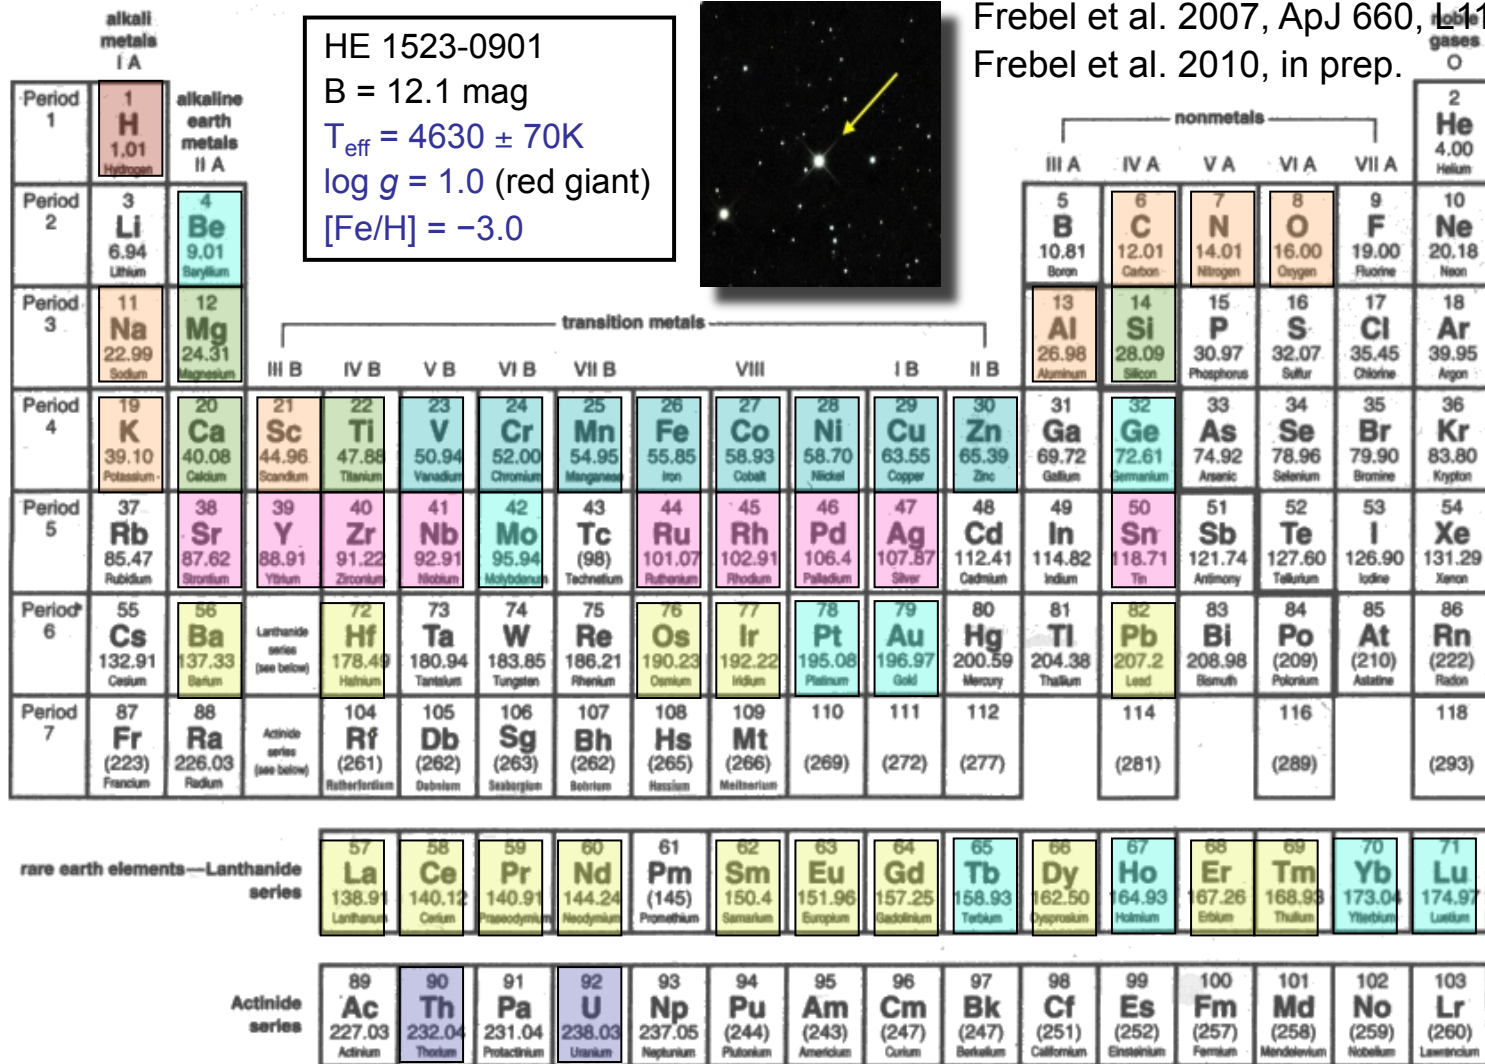 alkali
metals
I A
HE 1523-0901
B = 12.1 mag
Teff = 4630 ± 70K
log g = 1.0 (red giant)
[Fe/H] = −3.0
Frebel et al. 2007, ApJ 660, L11
Frebel et al. 2010, in prep.
noble
gases
O
alkaline
earth
metals
II A
nonmetals
III A IV A V A VI A VII A
Period 1
1 H 1.01 Hydrogen
2 He 4.00 Helium
Period 2
3 Li 6.94 Lithium
4 Be 9.01 Beryllium
5 B 10.81 Boron
6 C 12.01 Carbon
7 N 14.01 Nitrogen
8 O 16.00 Oxygen
9 F 19.00 Fluorine
10 Ne 20.18 Neon
Period 3
11 Na 22.99 Sodium
12 Mg 24.31 Magnesium
transition metals
III B IV B V B VI B VII B VIII I B II B
13 Al 26.98 Aluminum
14 Si 28.09 Silicon
15 P 30.97 Phosphorus
16 S 32.07 Sulfur
17 Cl 35.45 Chlorine
18 Ar 39.95 Argon
Period 4
19 K 39.10 Potassium
20 Ca 40.08 Calcium
21 Sc 44.96 Scandium
22 Ti 47.88 Titanium
23 V 50.94 Vanadium
24 Cr 52.00 Chromium
25 Mn 54.95 Manganese
26 Fe 55.85 Iron
27 Co 58.93 Cobalt
28 Ni 58.70 Nickel
29 Cu 63.55 Copper
30 Zn 65.39 Zinc
31 Ga 69.72 Gallium
32 Ge 72.61 Germanium
33 As 74.92 Arsenic
34 Se 78.96 Selenium
35 Br 79.90 Bromine
36 Kr 83.80 Krypton
Period 5
37 Rb 85.47 Rubidium
38 Sr 87.62 Strontium
39 Y 88.91 Yttrium
40 Zr 91.22 Zirconium
41 Nb 92.91 Niobium
42 Mo 95.94 Molybdenum
43 Tc (98) Technetium
44 Ru 101.07 Ruthenium
45 Rh 102.91 Rhodium
46 Pd 106.4 Palladium
47 Ag 107.87 Silver
48 Cd 112.41 Cadmium
49 In 114.82 Indium
50 Sn 118.71 Tin
51 Sb 121.74 Antimony
52 Te 127.60 Tellurium
53 I 126.90 Iodine
54 Xe 131.29 Xenon
Period 6
55 Cs 132.91 Cesium
56 Ba 137.33 Barium
Lanthanide series (see below)
72 Hf 178.49 Hafnium
73 Ta 180.94 Tantalum
74 W 183.85 Tungsten
75 Re 186.21 Rhenium
76 Os 190.23 Osmium
77 Ir 192.22 Iridium
78 Pt 195.08 Platinum
79 Au 196.97 Gold
80 Hg 200.59 Mercury
81 Tl 204.38 Thallium
82 Pb 207.2 Lead
83 Bi 208.98 Bismuth
84 Po (209) Polonium
85 At (210) Astatine
86 Rn (222) Radon
Period 7
87 Fr (223) Francium
88 Ra 226.03 Radium
Actinide series (see below)
104 Rf (261) Rutherfordium
105 Db (262) Dubnium
106 Sg (263) Seaborgium
107 Bh (262) Bohrium
108 Hs (265) Hassium
109 Mt (266) Meitnerium
110 (269)
111 (272)
112 (277)
114 (281)
116 (289)
118 (293)
rare earth elements—Lanthanide
series
57 La 138.91 Lanthanum
58 Ce 140.12 Cerium
59 Pr 140.91 Praseodymium
60 Nd 144.24 Neodymium
61 Pm (145) Promethium
62 Sm 150.4 Samarium
63 Eu 151.96 Europium
64 Gd 157.25 Gadolinium
65 Tb 158.93 Terbium
66 Dy 162.50 Dysprosium
67 Ho 164.93 Holmium
68 Er 167.26 Erbium
69 Tm 168.93 Thulium
70 Yb 173.04 Ytterbium
71 Lu 174.97 Lutetium
Actinide
series
89 Ac 227.03 Actinium
90 Th 232.04 Thorium
91 Pa 231.04 Protactinium
92 U 238.03 Uranium
93 Np 237.05 Neptunium
94 Pu (244) Plutonium
95 Am (243) Americium
96 Cm (247) Curium
97 Bk (247) Berkelium
98 Cf (251) Californium
99 Es (252) Einsteinium
100 Fm (257) Fermium
101 Md (258) Mendelevium
102 No (259) Nobelium
103 Lr (260) Lawrencium